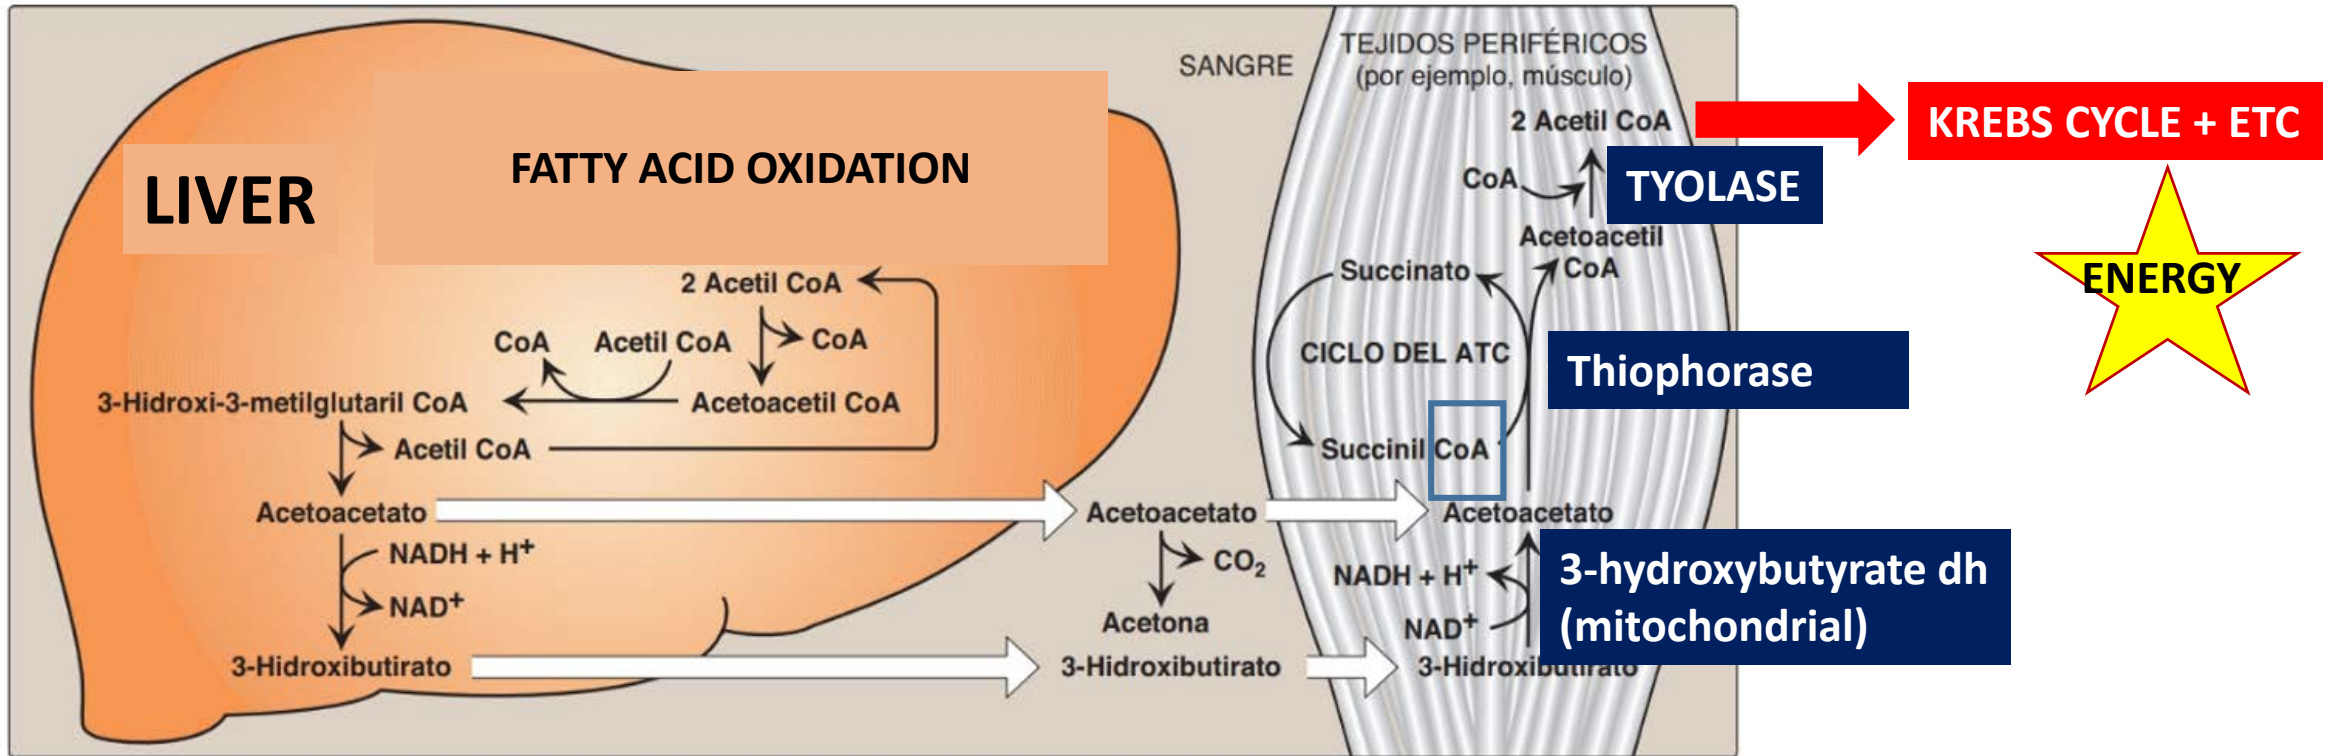 LIVER
FATTY ACID OXIDATION
2 Acetil CoA
CoA
CoA
Acetil CoA
3-Hidroxi-3-metilglutaril CoA
Acetoacetil CoA
Acetil CoA
Acetoacetato
NADH + H⁺
NAD⁺
3-Hidroxibutirato
SANGRE
Acetoacetato
CO₂
Acetona
3-Hidroxibutirato
TEJIDOS PERIFÉRICOS
(por ejemplo, músculo)
2 Acetil CoA
CoA
TYOLASE
Acetoacetil
CoA
Succinato
CICLO DEL ATC
Thiophorase
Succinil CoA
Acetoacetato
NADH + H⁺
NAD⁺
3-hydroxybutyrate dh
(mitochondrial)
3-Hidroxibutirato
KREBS CYCLE + ETC
ENERGY